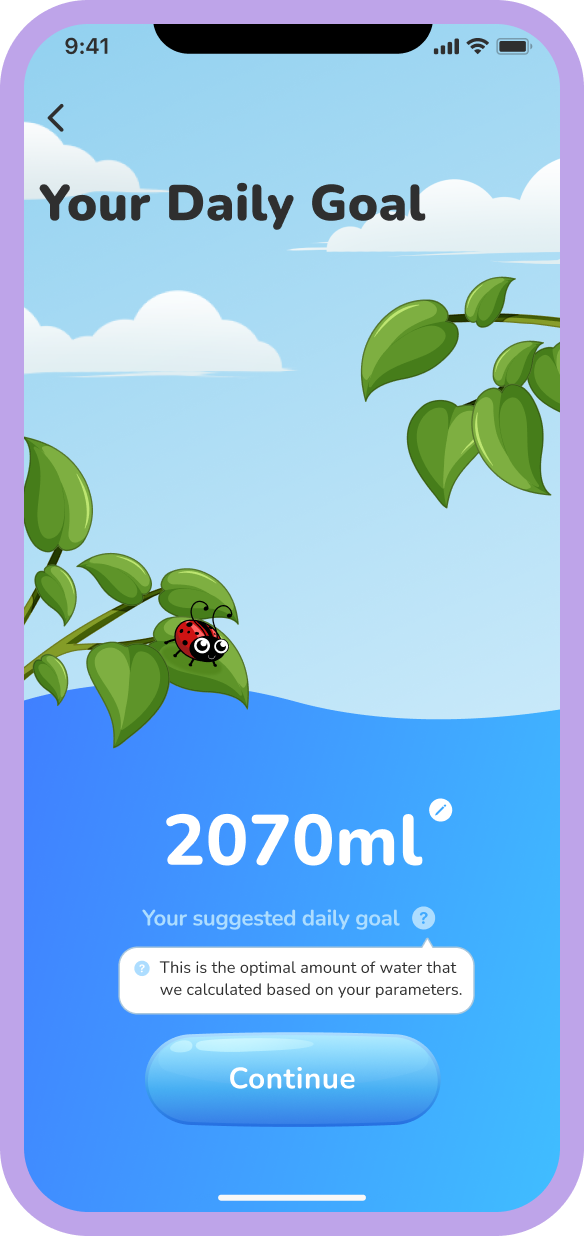 9:41
Your Daily Goal
2070ml
Your suggested daily goal ?
? This is the optimal amount of water that
we calculated based on your parameters.
Continue